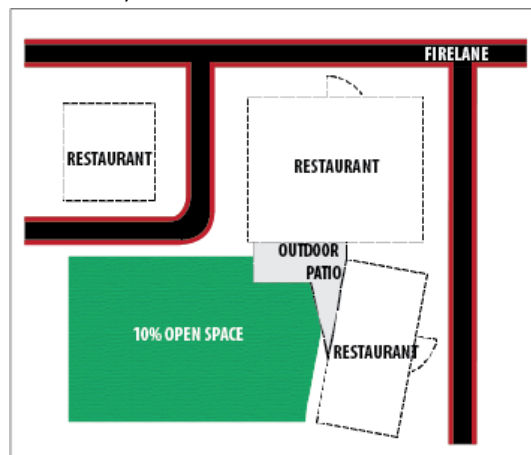 FIRELANE
RESTAURANT
RESTAURANT
OUTDOOR
PATIO
10% OPEN SPACE
RESTAURANT